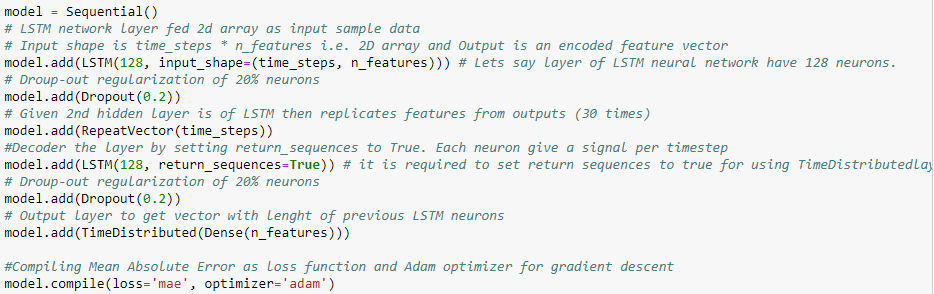 model = Sequential()
# LSTM network layer fed 2d array as input sample data
# Input shape is time_steps * n_features i.e. 2D array and Output is an encoded feature vector
model.add(LSTM(128, input_shape=(time_steps, n_features))) # Lets say layer of LSTM neural network have 128 neurons.
# Droup-out regularization of 20% neurons
model.add(Dropout(0.2))
# Given 2nd hidden layer is of LSTM then replicates features from outputs (30 times)
model.add(RepeatVector(time_steps))
#Decoder the layer by setting return_sequences to True. Each neuron give a signal per timestep
model.add(LSTM(128, return_sequences=True)) # it is required to set return sequences to true for using TimeDistributedlay
# Droup-out regularization of 20% neurons
model.add(Dropout(0.2))
# Output layer to get vector with lenght of previous LSTM neurons
model.add(TimeDistributed(Dense(n_features)))
#Compiling Mean Absolute Error as loss function and Adam optimizer for gradient descent
model.compile(loss='mae', optimizer='adam')